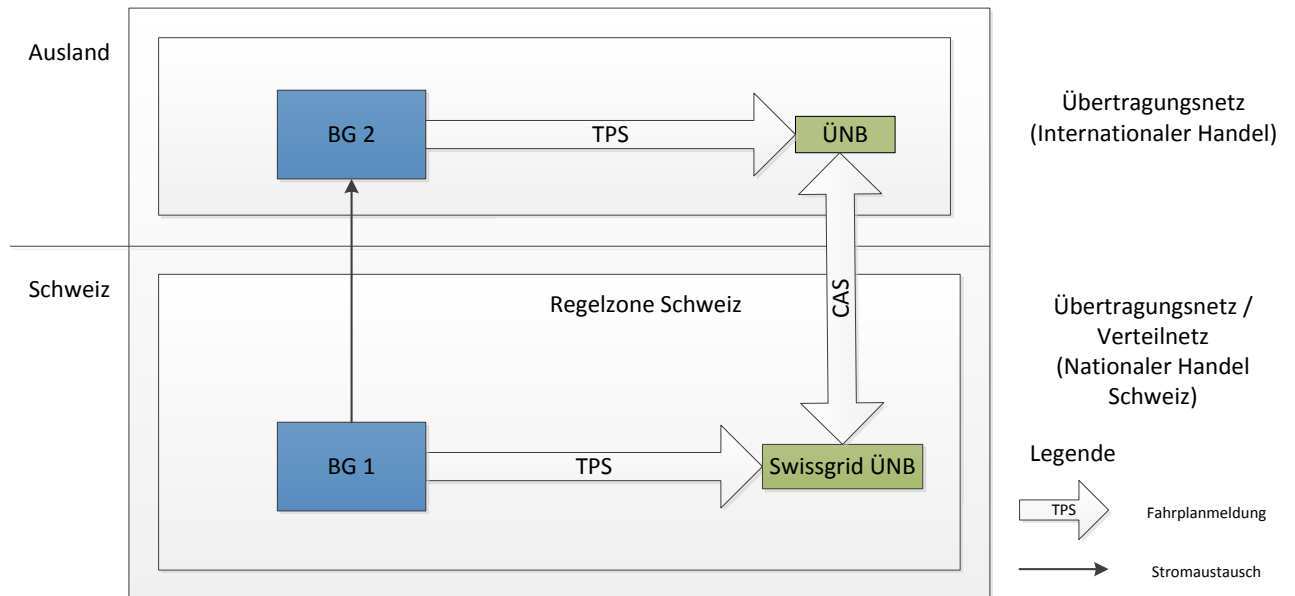 Ausland
BG 2
TPS
ÜNB
Übertragungsnetz
(Internationaler Handel)
CAS
Schweiz
Regelzone Schweiz
Übertragungsnetz /
Verteilnetz
(Nationaler Handel
Schweiz)
BG 1
TPS
Swissgrid ÜNB
Legende
TPS
Fahrplanmeldung
Stromaustausch